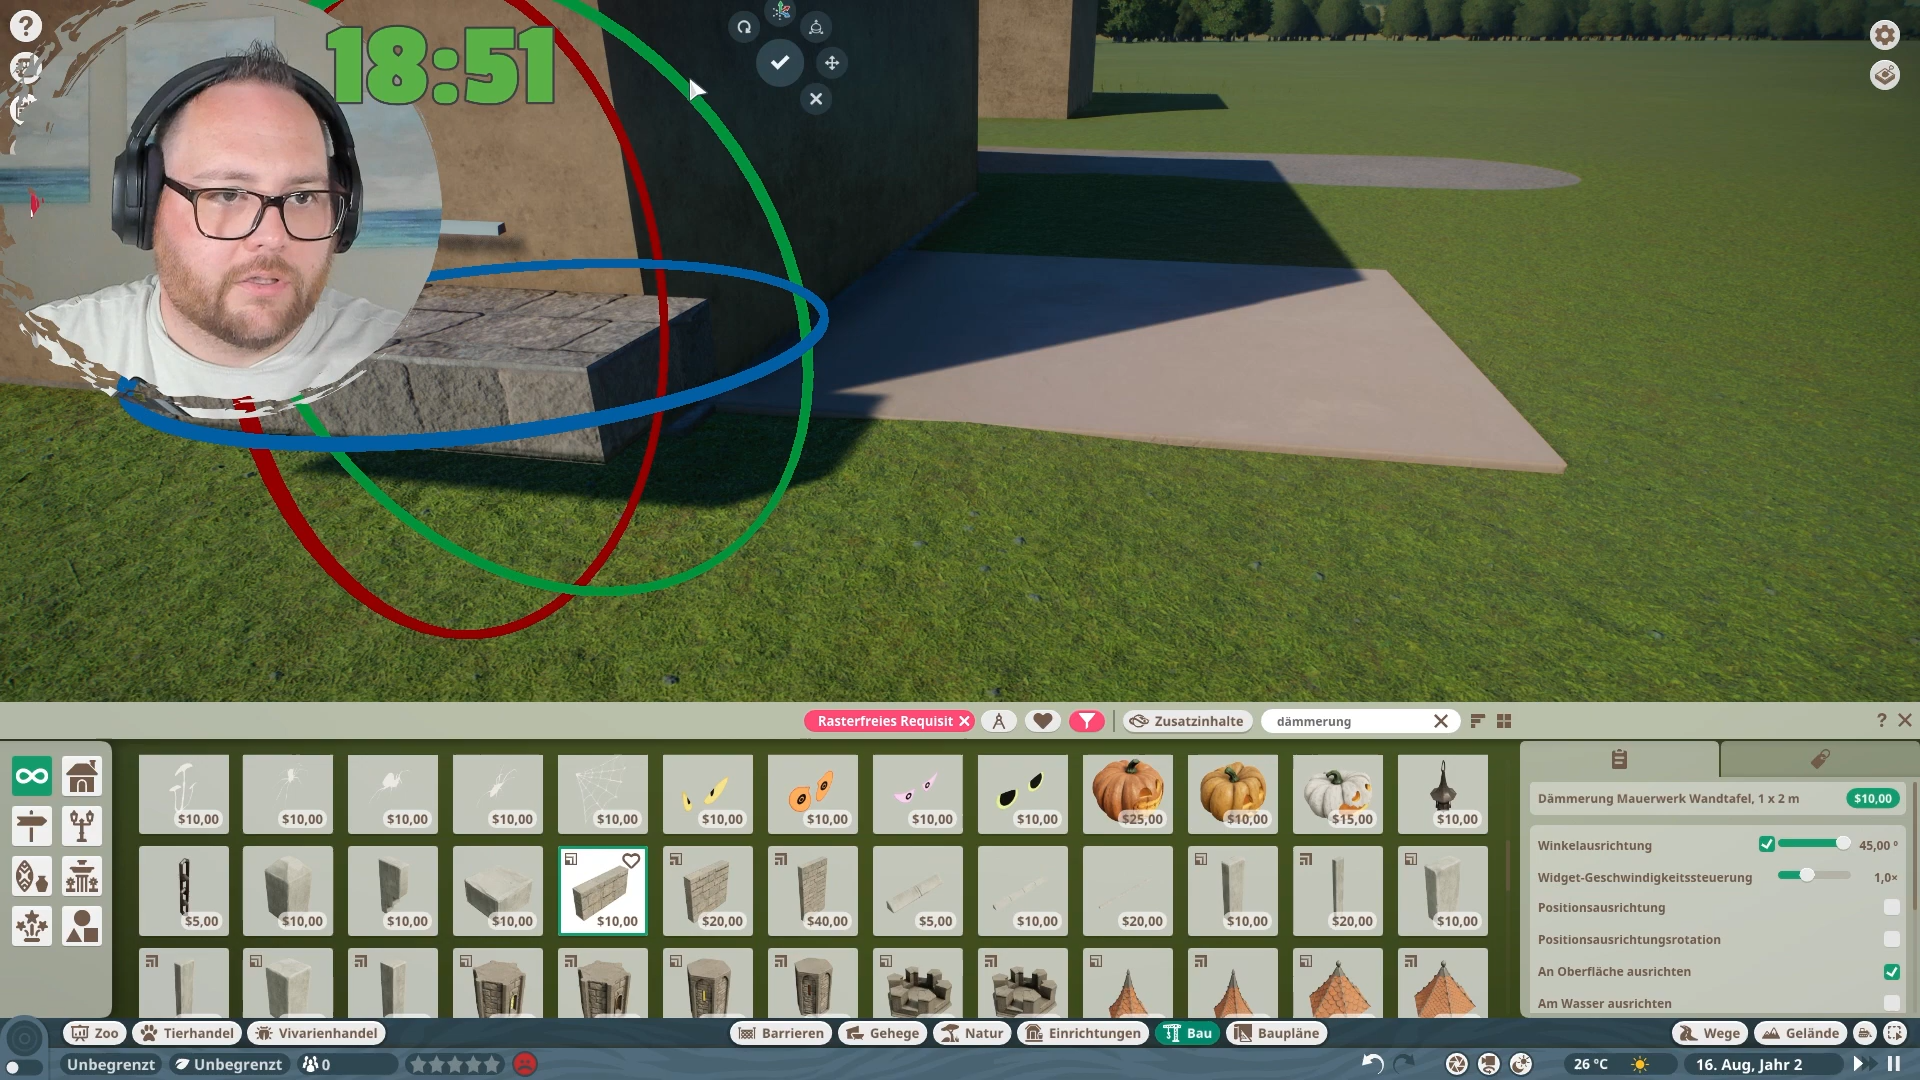 18:51
Rasterfreies Requisit
Zusatzinhalte
dämmerung
?
?
$10,00 $10,00 $10,00 $10,00 $10,00 $10,00 $10,00 $10,00 $10,00 $25,00 $10,00 $15,00 $10,00
$5,00 $10,00 $10,00 $10,00 $10,00 $20,00 $40,00 $5,00 $10,00 $20,00 $10,00 $20,00 $10,00
Dämmerung Mauerwerk Wandtafel, 1 x 2 m $10,00
Winkelausrichtung 45,00 °
Widget-Geschwindigkeitssteuerung 1,0×
Positionsausrichtung
Positionsausrichtungsrotation
An Oberfläche ausrichten
Am Wasser ausrichten
Zoo Tierhandel Vivarienhandel Barrieren Gehege Natur Einrichtungen Bau Baupläne Wege Gelände
Unbegrenzt Unbegrenzt 0 26 °C 16. Aug, Jahr 2